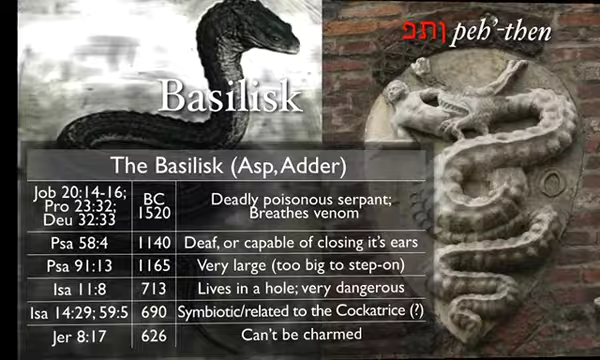 ןתפ peh'-then
Basilisk
The Basilisk (Asp, Adder)
Job 20:14-16;
Pro 23:32;
Deu 32:33
BC
1520
Deadly poisonous serpant;
Breathes venom
Psa 58:4 1140 Deaf, or capable of closing it's ears
Psa 91:13 1165 Very large (too big to step-on)
Isa 11:8 713 Lives in a hole; very dangerous
Isa 14:29; 59:5 690 Symbiotic/related to the Cockatrice (?)
Jer 8:17 626 Can't be charmed